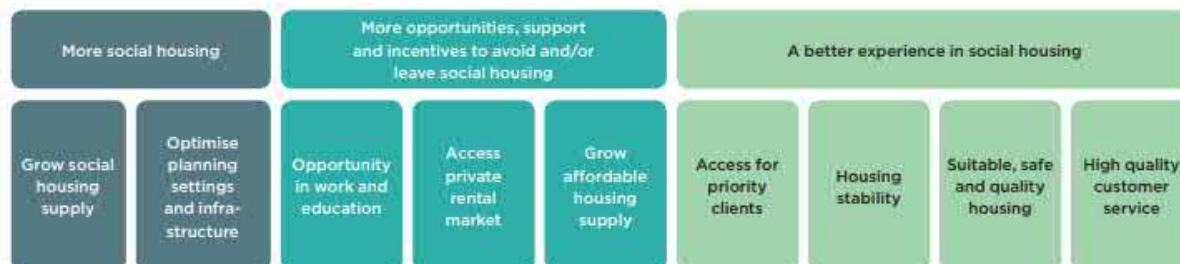 More social housing
More opportunities, support
and incentives to avoid and/or
leave social housing
A better experience in social housing
Grow social
housing
supply
Optimise
planning
settings
and infra-
structure
Opportunity
in work and
education
Access
private
rental
market
Grow
affordable
housing
supply
Access for
priority
clients
Housing
stability
Suitable, safe
and quality
housing
High quality
customer
service